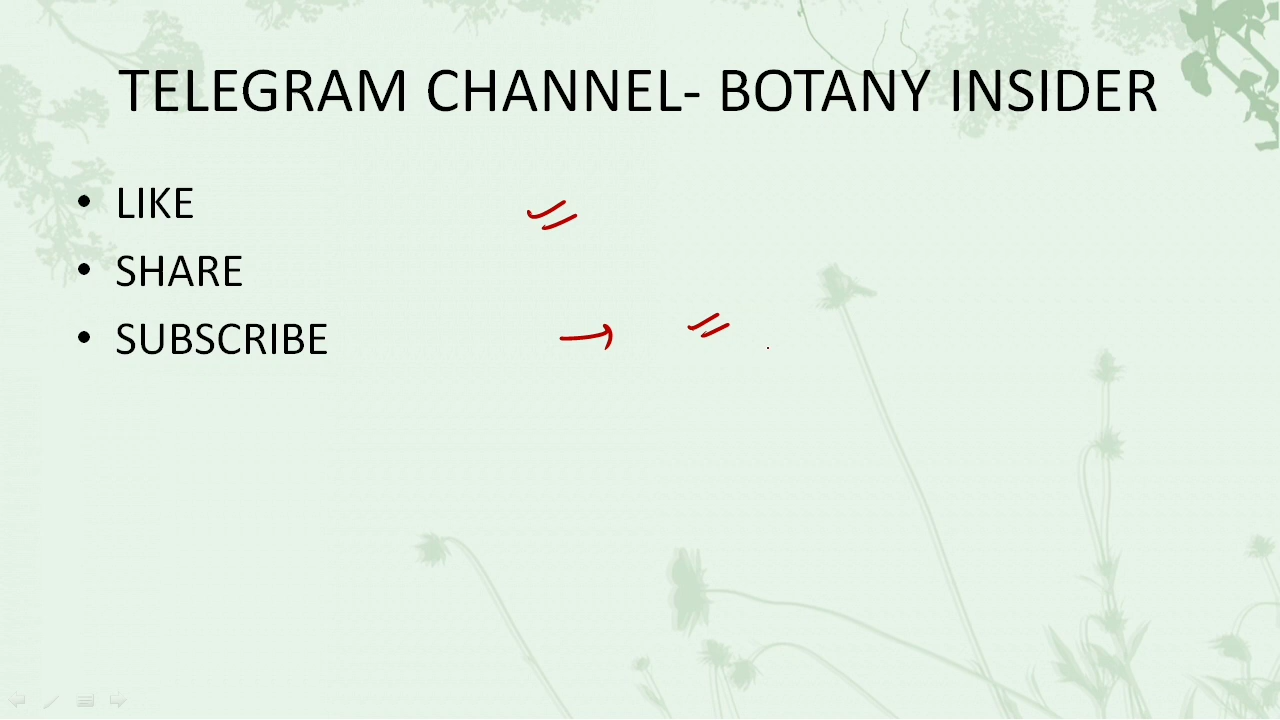 TELEGRAM CHANNEL- BOTANY INSIDER
• LIKE
• SHARE
• SUBSCRIBE